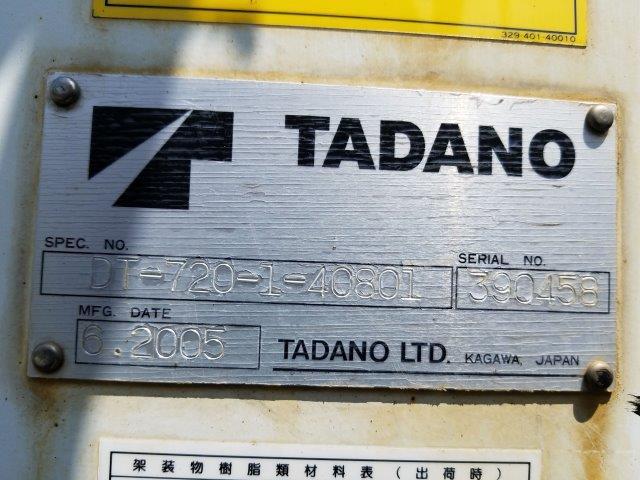 329-401-40010
TADANO
SPEC. NO.
DT-720-1-40801
SERIAL NO.
390458
MFG. DATE
6. 2005
TADANO LTD. KAGAWA, JAPAN
架装物樹脂類材料表（出荷時）